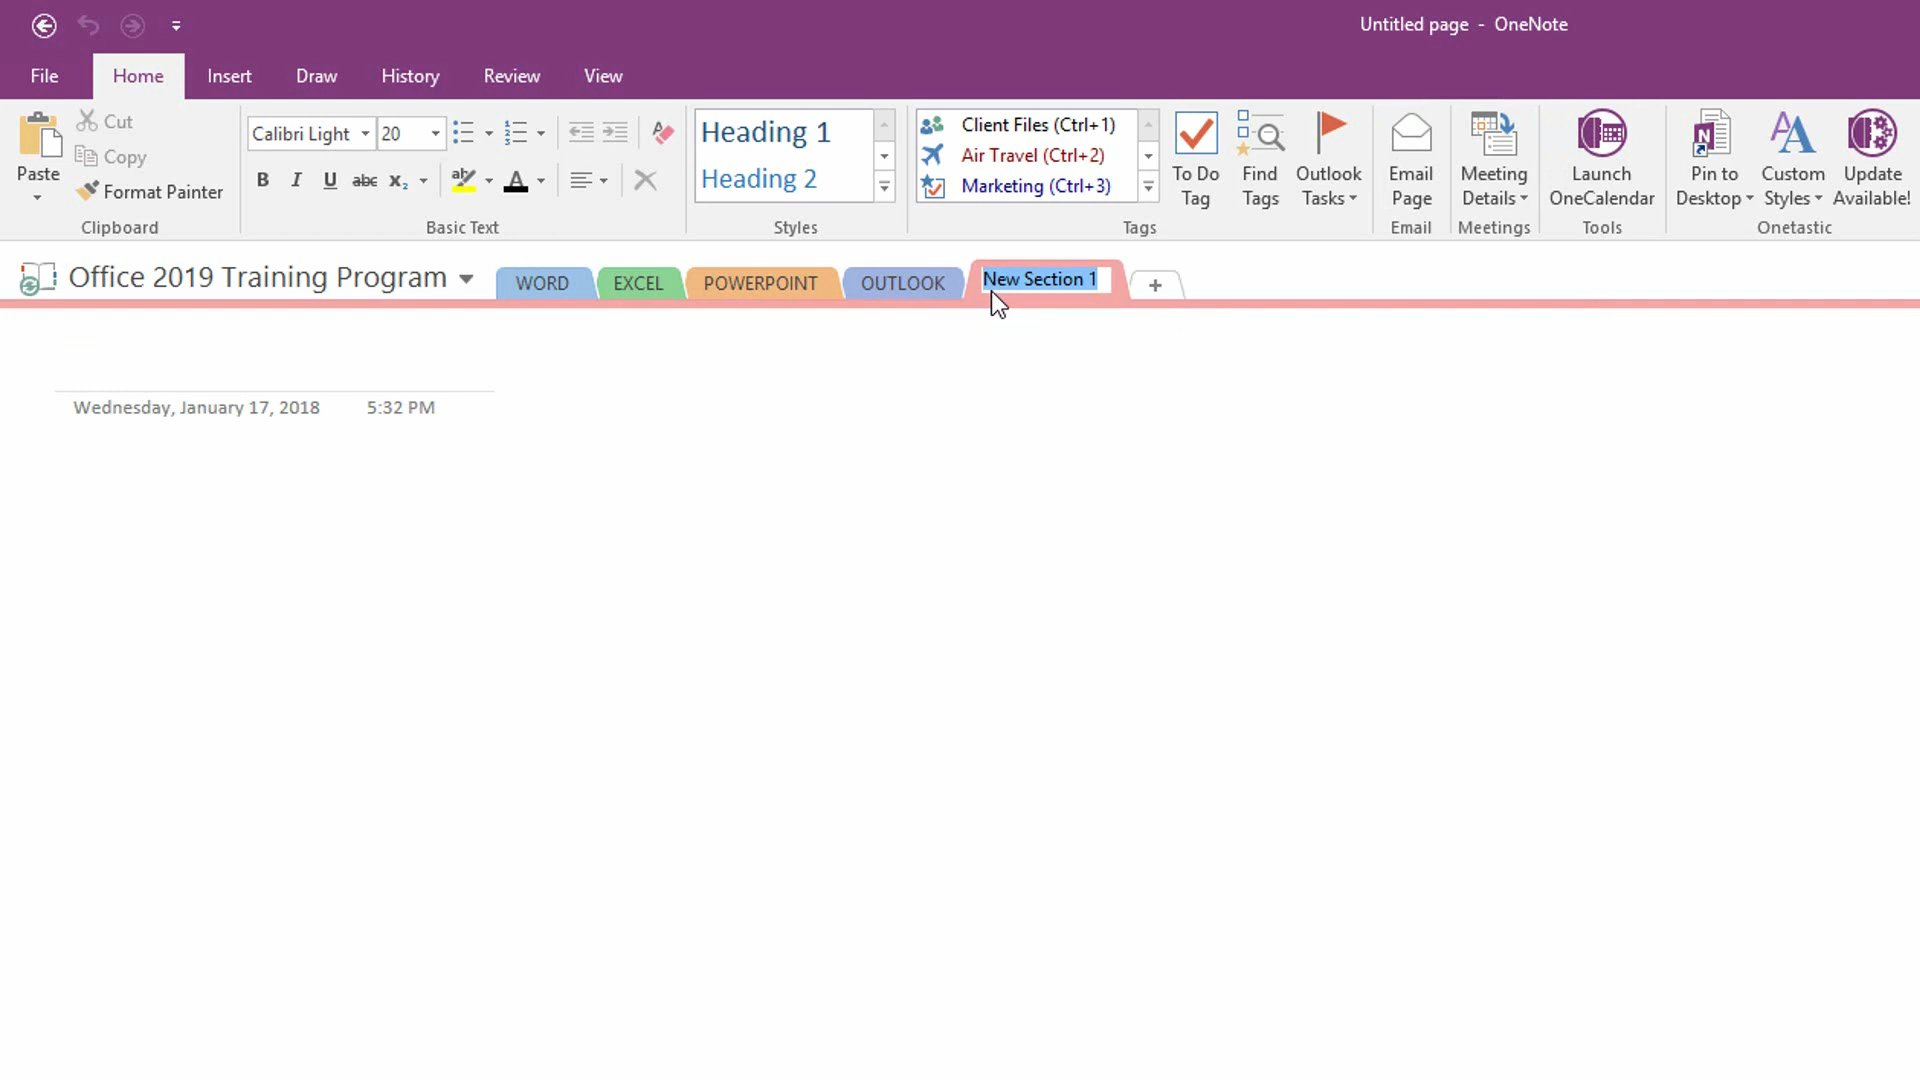 Untitled page - OneNote
File Home Insert Draw History Review View
Paste
Cut
Copy
Format Painter
Clipboard
Calibri Light 20
B I U abc X₂ ab A
Basic Text
Heading 1
Heading 2
Styles
Client Files (Ctrl+1)
Air Travel (Ctrl+2)
Marketing (Ctrl+3)
To Do
Tag
Find
Tags
Outlook
Tasks
Tags
Email
Page
Email
Meeting
Details
Meetings
Launch
OneCalendar
Tools
Pin to
Desktop
Custom
Styles
Update
Available!
Onetastic
Office 2019 Training Program WORD EXCEL POWERPOINT OUTLOOK New Section 1 +
Wednesday, January 17, 2018 5:32 PM